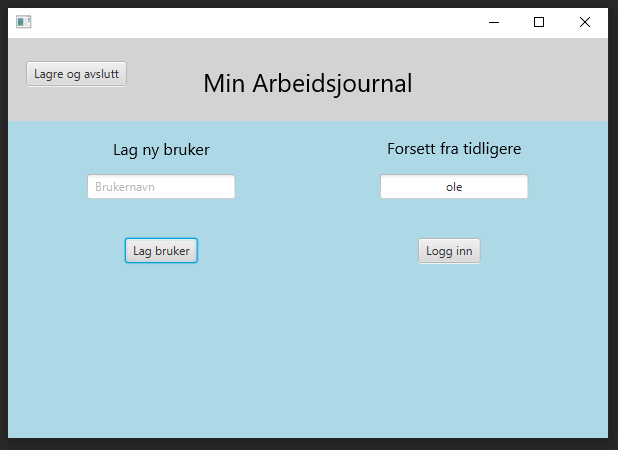 Lagre og avslutt
Min Arbeidsjournal
Lag ny bruker
Forsett fra tidligere
Brukernavn
ole
Lag bruker
Logg inn